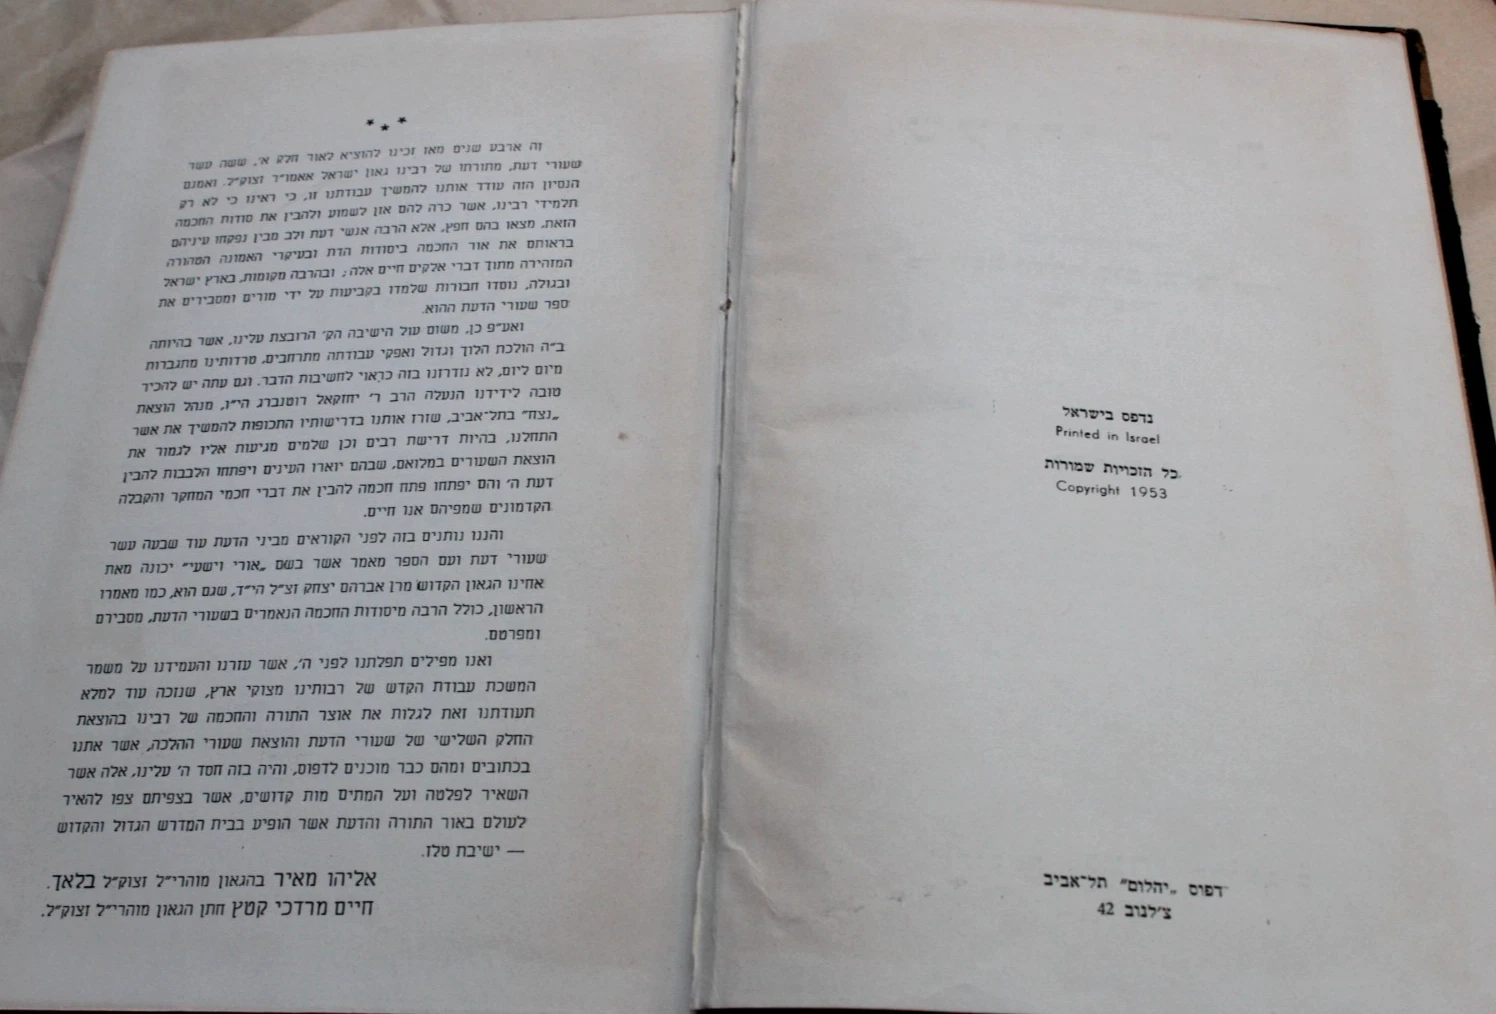 נדפס בישראל
Printed in Israel
כל הזכויות שמורות
Copyright 1953
דפוס „יהלום" תל־אביב
צ׳לנוב 42
* * *
זה ארבע שנים מאז זכינו להוציא לאור חלק א׳, ששה עשר
שעורי דעת, מתורתו של רבינו גאון ישראל אאמו״ר זצוק״ל. ואמנם
הנסיון הזה עודד אותנו להמשיך עבודתנו זו, כי ראינו כי לא רק
תלמידי רבינו, אשר כרה להם אזן לשמוע ולהבין את סודות החכמה
הזאת, מצאו בהם חפץ, אלא הרבה אנשי דעת ולב מבין נפקחו עיניהם
בראותם את אור החכמה ביסודות הדת ובעיקרי האמונה הטהורה
המזהירה מתוך דברי אלקים חיים אלה; ובהרבה מקומות, בארץ ישראל
ובגולה, נוסדו חבורות שלמדו בקביעות על ידי מורים ומסבירים את
ספר שעורי הדעת ההוא.
ואע״פ כן, משום עול הישיבה הק׳ הרובצת עלינו, אשר בהיותה
ב״ה הולכת הלוך וגדול ואפקי עבודתה מתרחבים, טרדותינו מתגברות
מיום ליום, לא נזדרזנו בזה כראוי לחשיבות הדבר. וגם עתה יש להכיר
טובה לידידנו הנעלה הרב ר׳ יחזקאל רוטנברג הי״ו, מנהל הוצאת
„נצח" בתל־אביב, שזרז אותנו בדרישותיו התכופות להמשיך את אשר
התחלנו, בהיות דרישת רבים וכן שלמים מגיעות אליו לגמור את
הוצאת השעורים במלואם, שבהם יוארו העינים ויפתחו הלבבות להבין
דעת ה׳ והם יפתחו פתח חכמה להבין את דברי חכמי המחקר והקבלה
הקדמונים שמפיהם אנו חיים.
והננו נותנים בזה לפני הקוראים מביני הדעת עוד שבעה עשר
שעורי דעת ועם הספר מאמר אשר בשם „אורי וישעי" יכונה מאת
אחינו הגאון הקדוש מרן אברהם יצחק זצ״ל הי״ד, שגם הוא, כמו מאמרו
הראשון, כולל הרבה מיסודות החכמה הנאמרים בשעורי הדעת, מסבירם
ומפרטם.
ואנו מפילים תפלתנו לפני ה׳, אשר עזרנו והעמידנו על משמר
המשכת עבודת הקדש של רבותינו מצוקי ארץ, שנזכה עוד למלא
תעודתנו זאת לגלות את אוצר התורה והחכמה של רבינו בהוצאת
החלק השלישי של שעורי הדעת והוצאת שעורי ההלכה, אשר אתנו
בכתובים ומהם כבר מוכנים לדפוס, והיה בזה חסד ה׳ עלינו, אלה אשר
השאיר לפלטה ועל המתים מות קדושים, אשר בצפיתם צפו להאיר
לעולם באור התורה והדעת אשר הופיע בבית המדרש הגדול והקדוש
— ישיבת טלז.
אליהו מאיר בהגאון מוהרי״ל זצוק״ל בלאך.
חיים מרדכי קטץ חתן הגאון מוהרי״ל זצוק״ל.